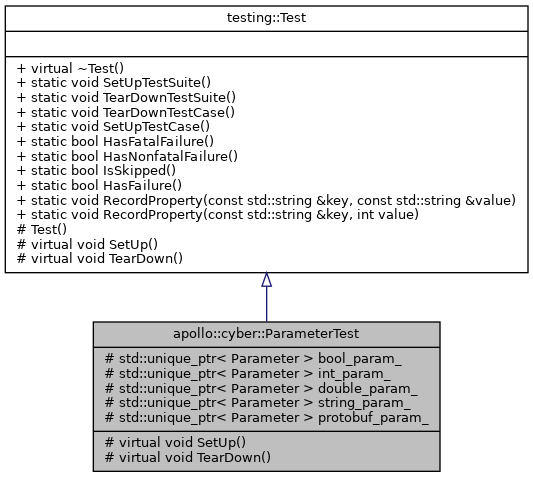 testing::Test
+ virtual ~Test()
+ static void SetUpTestSuite()
+ static void TearDownTestSuite()
+ static void TearDownTestCase()
+ static void SetUpTestCase()
+ static bool HasFatalFailure()
+ static bool HasNonfatalFailure()
+ static bool IsSkipped()
+ static bool HasFailure()
+ static void RecordProperty(const std::string &key, const std::string &value)
+ static void RecordProperty(const std::string &key, int value)
# Test()
# virtual void SetUp()
# virtual void TearDown()
apollo::cyber::ParameterTest
# std::unique_ptr< Parameter > bool_param_
# std::unique_ptr< Parameter > int_param_
# std::unique_ptr< Parameter > double_param_
# std::unique_ptr< Parameter > string_param_
# std::unique_ptr< Parameter > protobuf_param_
# virtual void SetUp()
# virtual void TearDown()